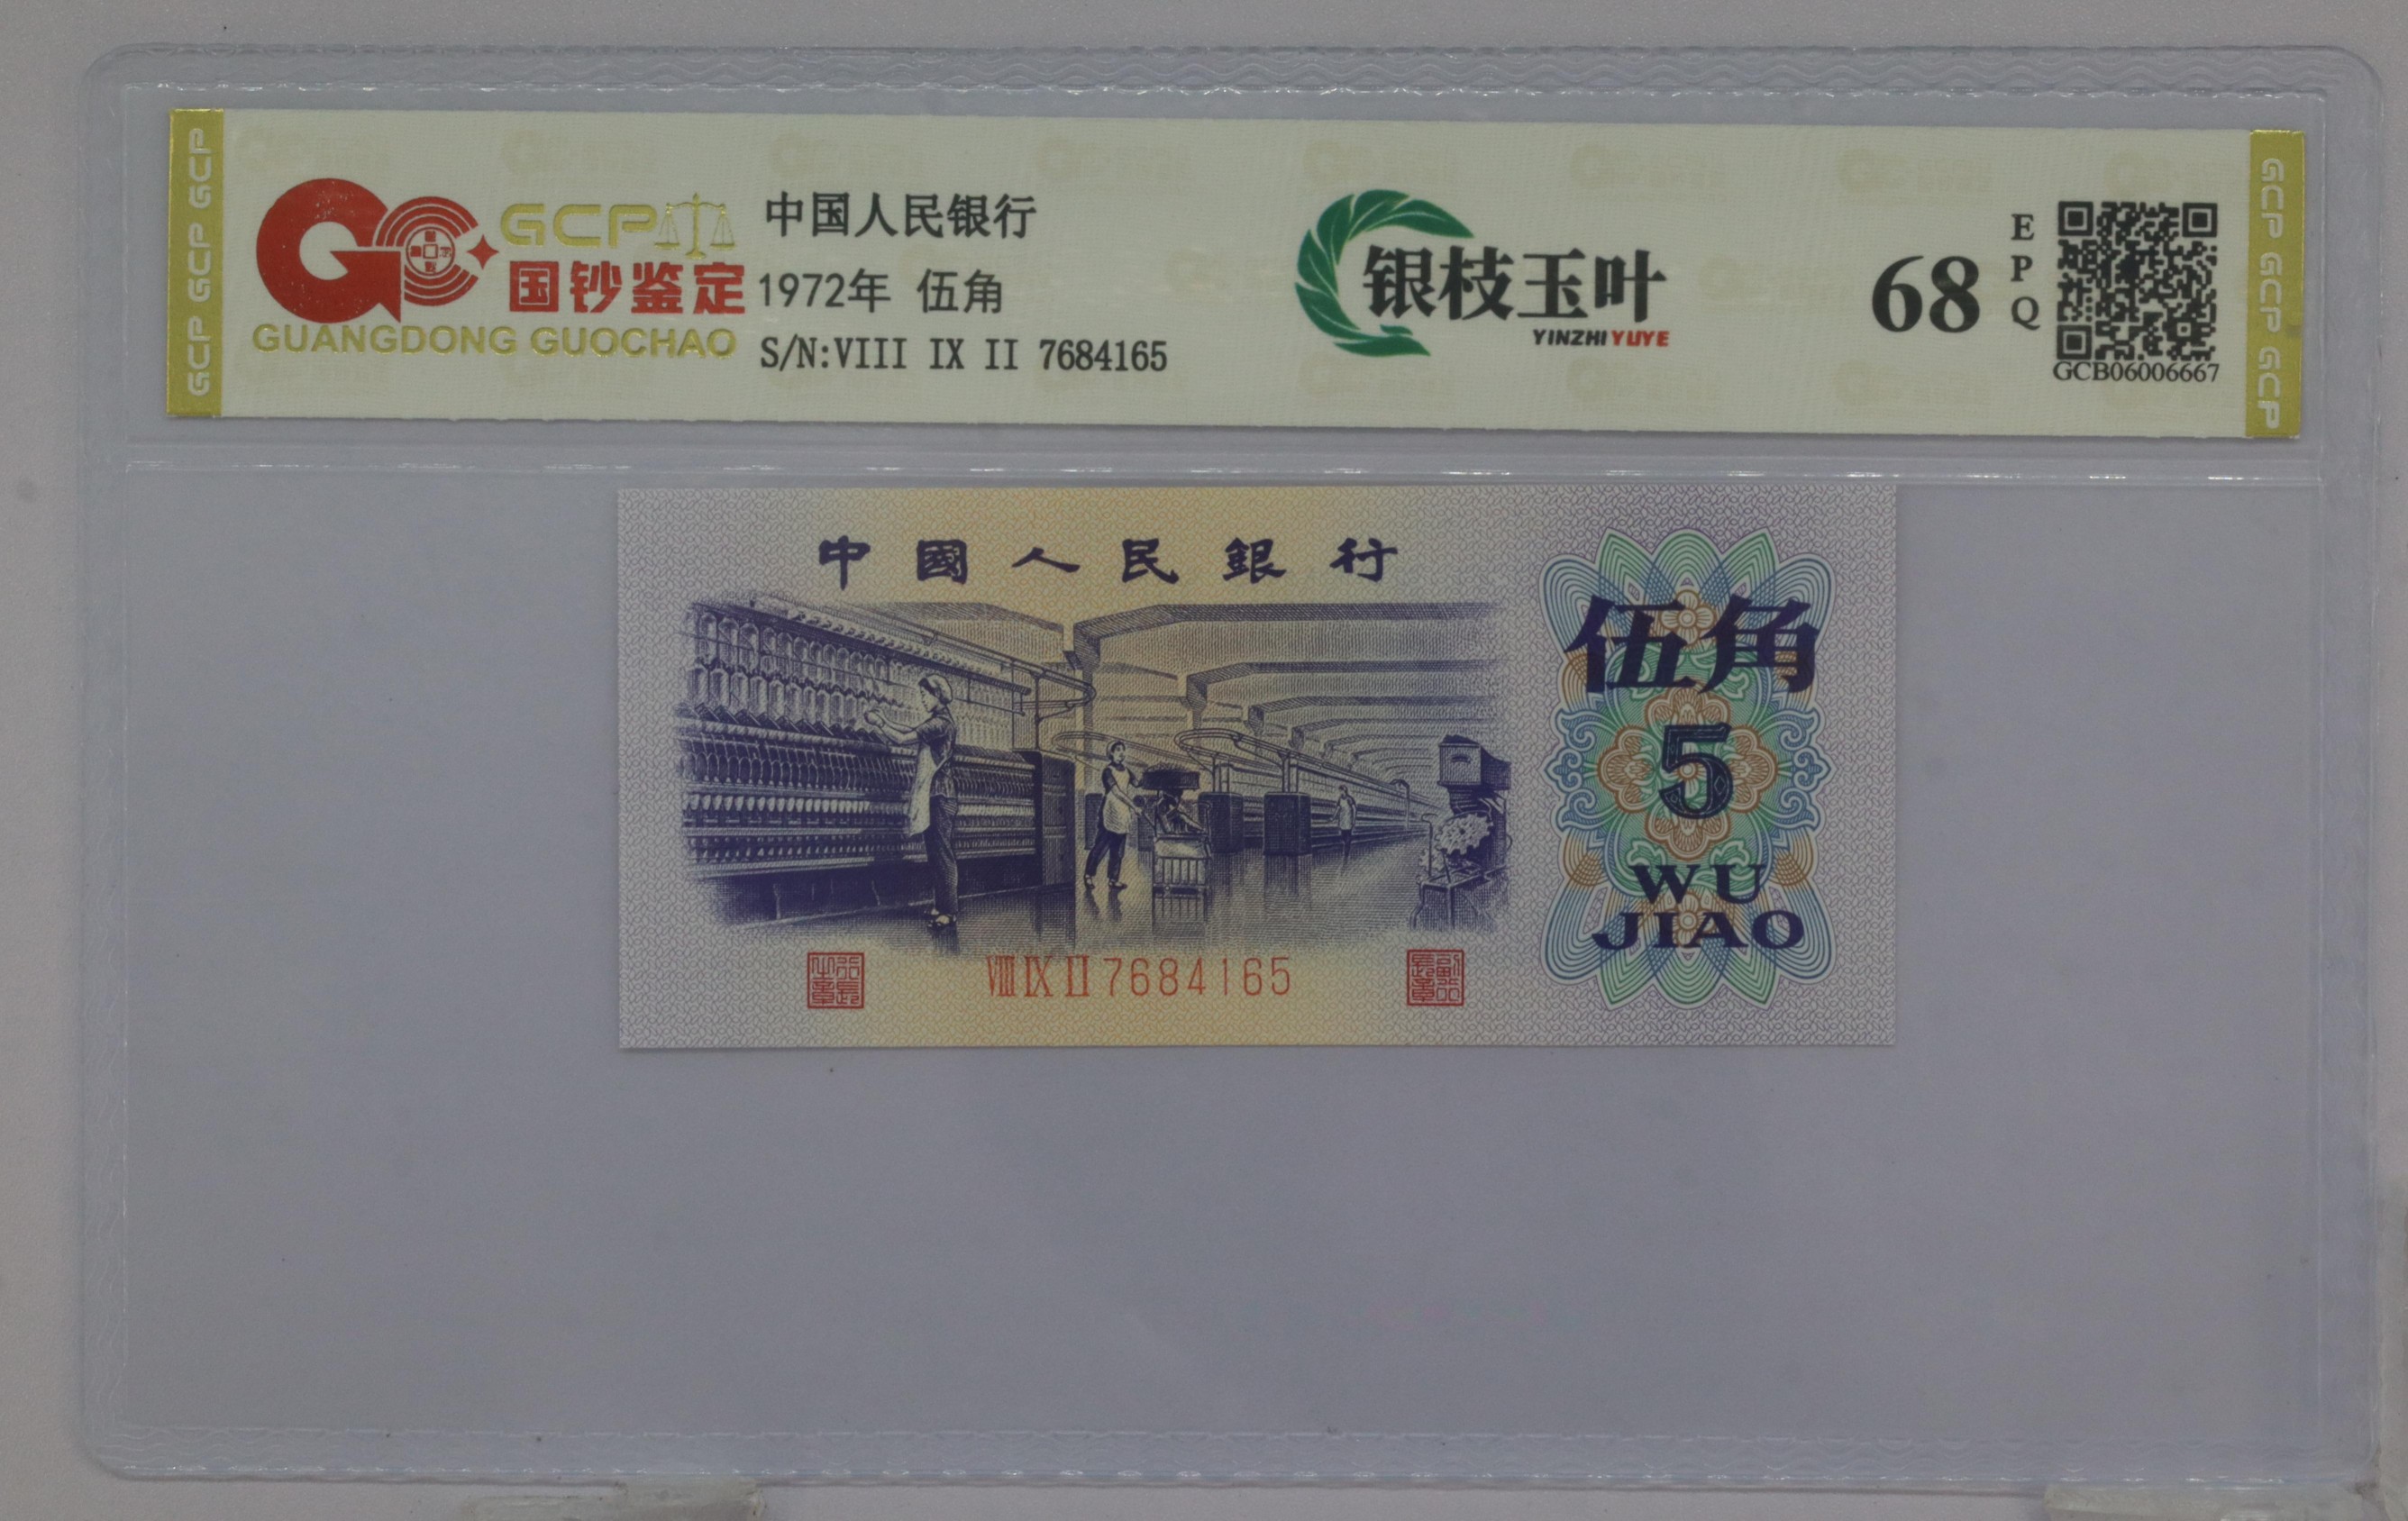 GCP GCP GCP
GCP
国钞鉴定
GUANGDONG GUOCHAO
中国人民银行
1972年 伍角
S/N:VIII IX II 7684165
银枝玉叶
YINZHIYUYE
68
EPQ
GCB06006667
GCP GCP GCP
中國人民銀行
伍角
5
WU
JIAO
VIII IX II 7684165